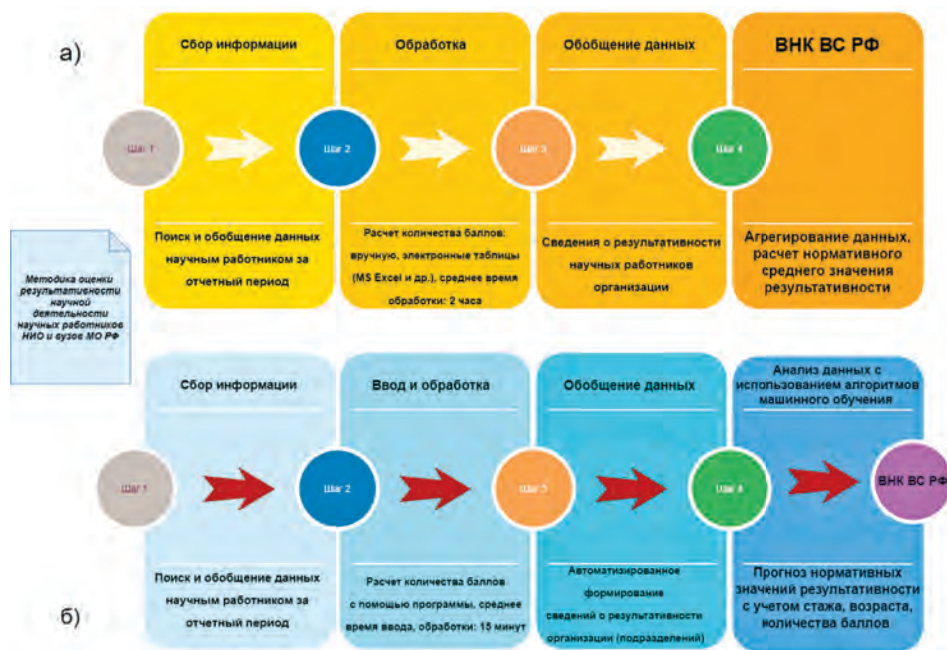 а)
Сбор информации
Обработка
Обобщение данных
ВНК ВС РФ
Шаг 1
Шаг 2
Шаг 3
Шаг 4
Поиск и обобщение данных
научным работником за
отчетный период
Расчет количества баллов:
вручную, электронные таблицы
(MS Excel и др.), среднее время
обработки: 2 часа
Сведения о результативности
научных работников
организации
Агрегирование данных,
расчет нормативного
среднего значения
результативности
Методика оценки
результативности
научной
деятельности
научных работников
НИО и вузов МО РФ
Сбор информации
Ввод и обработка
Обобщение данных
Анализ данных с
использованием алгоритмов
машинного обучения
Шаг 1
Шаг 2
Шаг 3
Шаг 4
ВНК ВС РФ
Поиск и обобщение данных
научным работником за
отчетный период
Расчет количества баллов
с помощью программы, среднее
время ввода, обработки: 15 минут
Автоматизированное
формирование
сведений о результативности
организации (подразделений)
Прогноз нормативных
значений результативности
с учетом стажа, возраста,
количества баллов
б)